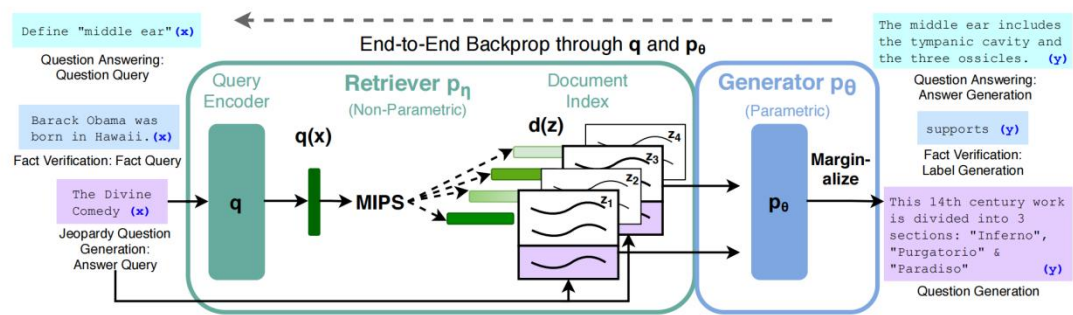 Define "middle ear" (x)
Question Answering:
Question Query
Barack Obama was
born in Hawaii. (x)
Fact Verification: Fact Query
The Divine
Comedy (x)
Jeopardy Question
Generation:
Answer Query
End-to-End Backprop through q and pθ
Query
Encoder
q
q(x)
Retriever pη
(Non-Parametric)
MIPS
Document
Index
d(z)
z4
z3
z2
z1
Generator pθ
(Parametric)
pθ
Margin-
alize
The middle ear includes
the tympanic cavity and
the three ossicles. (y)
Question Answering:
Answer Generation
supports (y)
Fact Verification:
Label Generation
This 14th century work
is divided into 3
sections: "Inferno",
"Purgatorio" &
"Paradiso" (y)
Question Generation